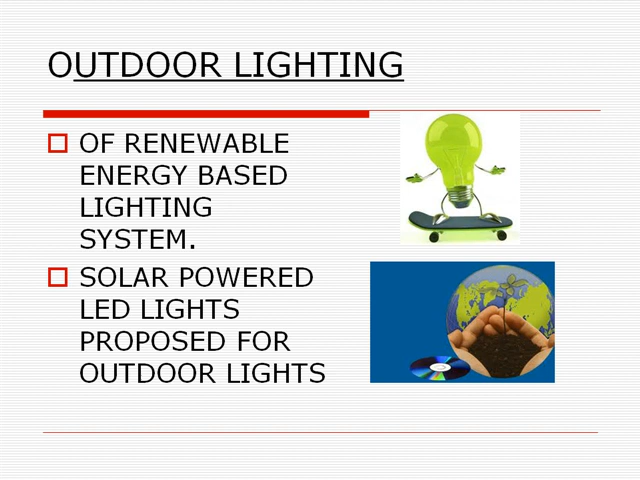 OUTDOOR LIGHTING
OF RENEWABLE
ENERGY BASED
LIGHTING
SYSTEM.
SOLAR POWERED
LED LIGHTS
PROPOSED FOR
OUTDOOR LIGHTS